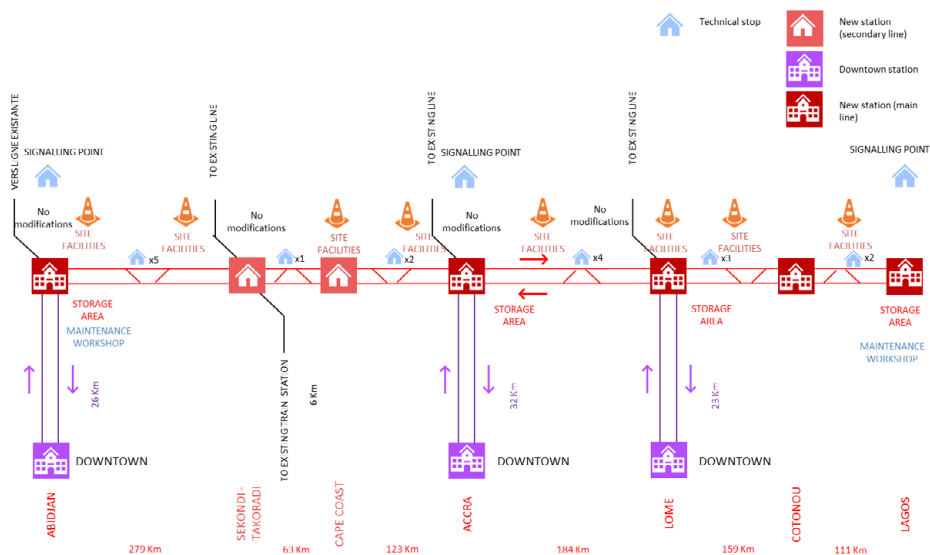 Technical stop
New station
(secondary line)
Downtown station
New station (main
line)
VERS LIGNE EXISTANTE
TO EXISTING LINE
TO EXISTING LINE
TO EXISTING LINE
SIGNALLING POINT
SIGNALLING POINT
SIGNALLING POINT
No
modifications
No
modifications
No
modifications
No
modifications
SITE
FACILITIES
SITE
FACILITIES
SITE
FACILITIES
SITE
FACILITIES
SITE
FACILITIES
SITE
FACILITIES
SITE
FACILITIES
SITE
FACILITIES
x5
x1
x2
x4
x3
x2
STORAGE
AREA
MAINTENANCE
WORKSHOP
STORAGE
AREA
STORAGE
AREA
STORAGE
AREA
MAINTENANCE
WORKSHOP
26 Km
TO EXISTING TRAIN STATION
6 Km
32 Km
23 Km
DOWNTOWN
DOWNTOWN
DOWNTOWN
ABIDJAN
SEKONDI -
TAKORADI
CAPE COAST
ACCRA
LOME
COTONOU
LAGOS
279 Km
63 Km
123 Km
184 Km
159 Km
111 Km